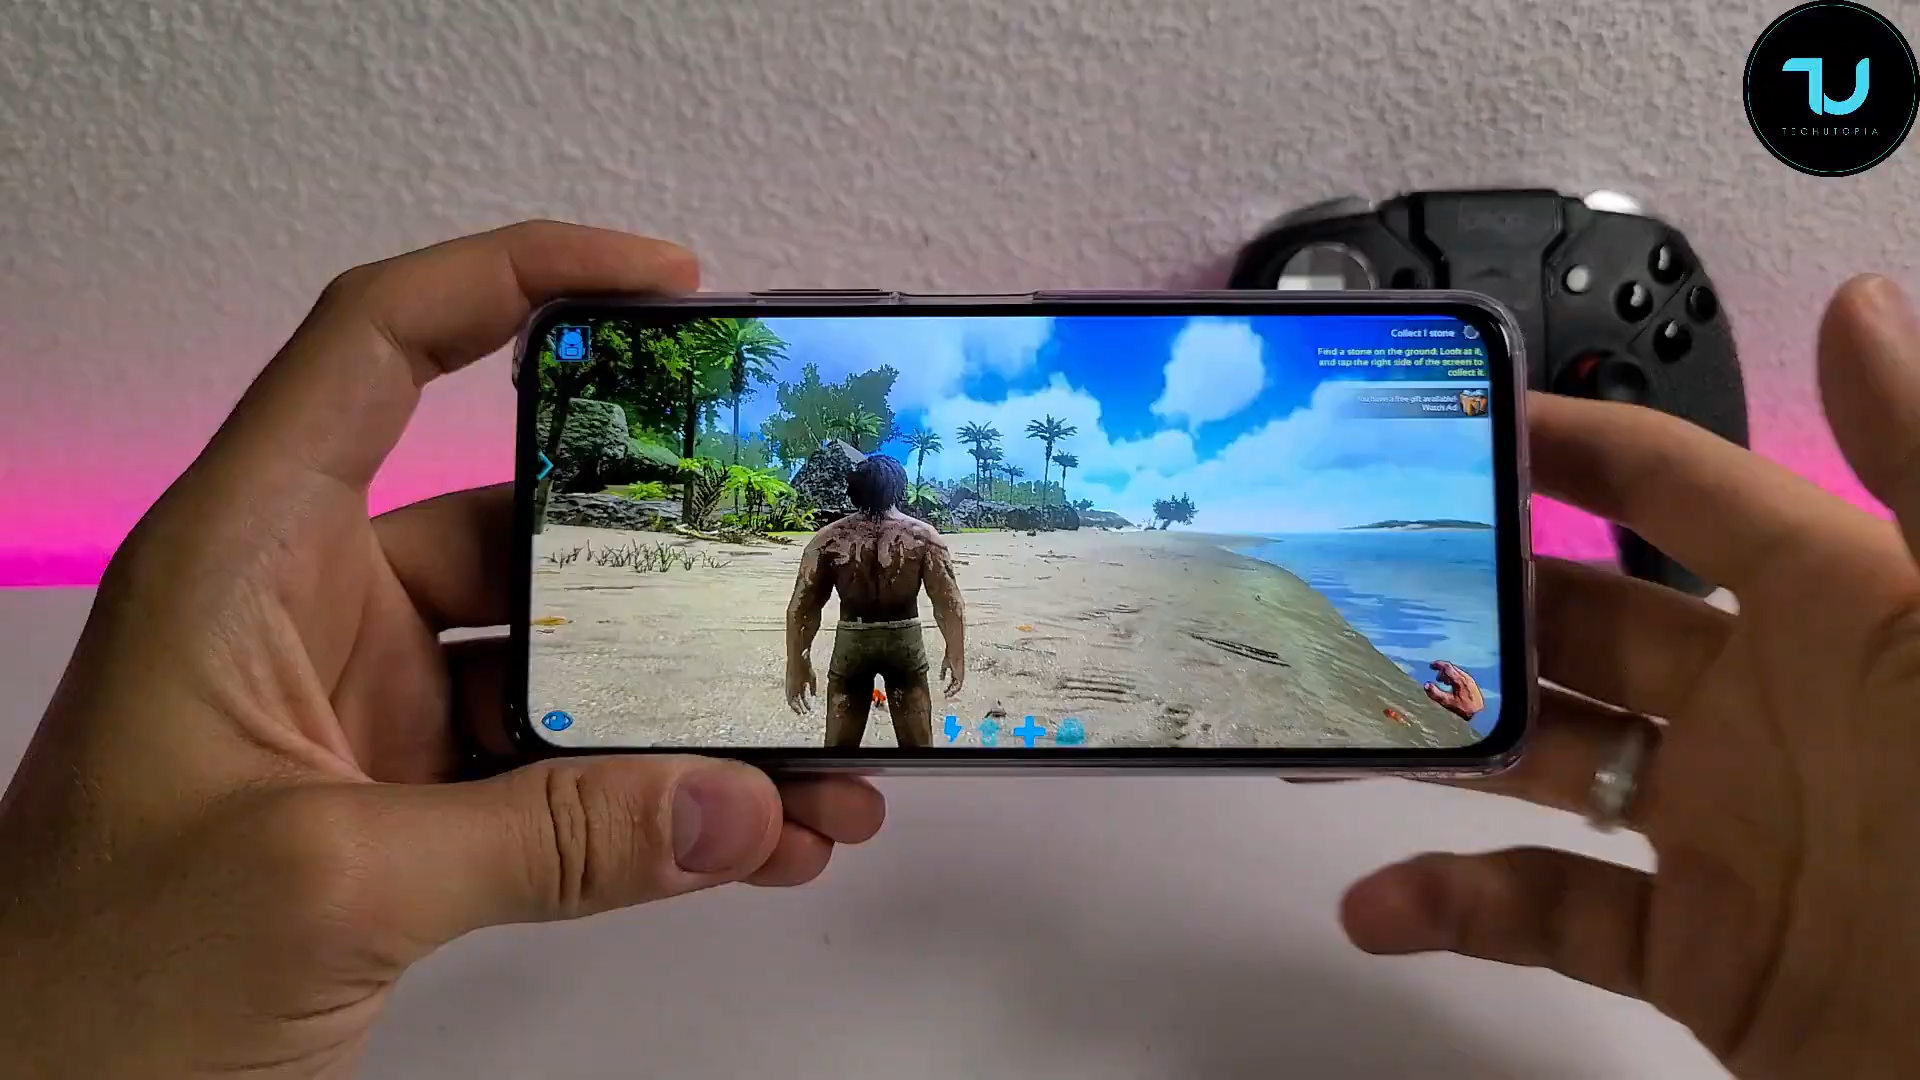 TU
TECHUTOPIA
Collect 1 stone
Find a stone on the ground. Look at it,
and tap the right side of the screen to
collect it.
You have a free gift available!
Watch Ad